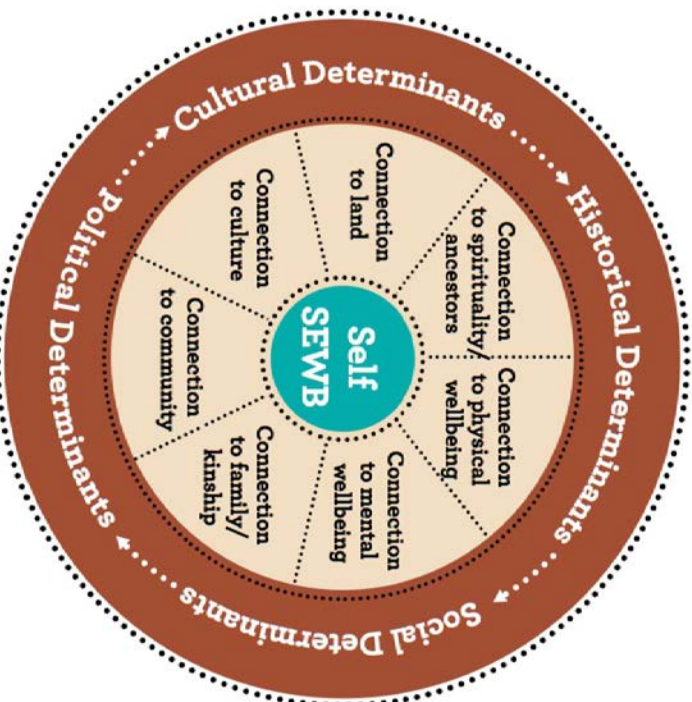 Cultural Determinants
Historical Determinants
Social Determinants
Political Determinants
Connection
to spirituality/
ancestors
Connection
to physical
wellbeing
Connection
to mental
wellbeing
Connection
to family/
kinship
Connection
to community
Connection
to culture
Connection
to land
Self
SEWB